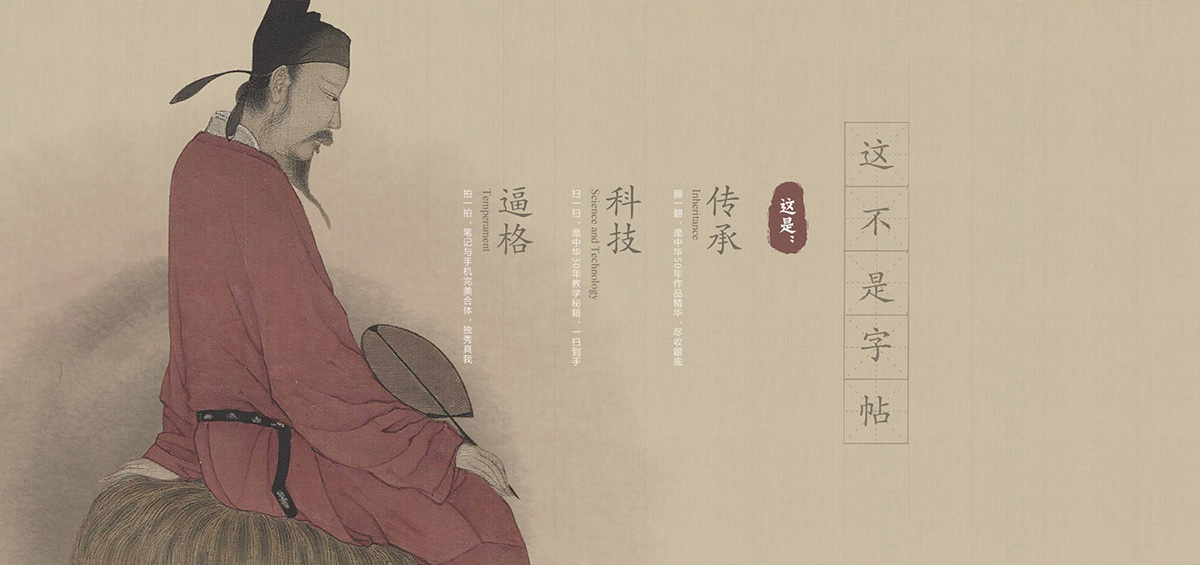 这不是字帖
这是：
传承
Inheritance
翻一翻，庞中华50年作品精华，尽收眼底
科技
Science and Technology
扫一扫，庞中华30年教学秘籍，一扫到手
逼格
Temperament
拍一拍，笔记与手机完美合体，独秀真我